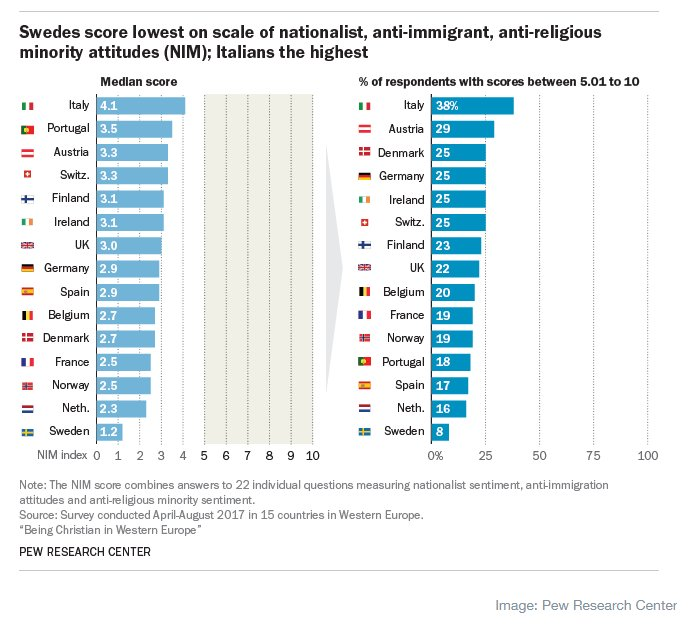 Swedes score lowest on scale of nationalist, anti-immigrant, anti-religious
minority attitudes (NIM); Italians the highest
Median score
Italy 4.1
Portugal 3.5
Austria 3.3
Switz. 3.3
Finland 3.1
Ireland 3.1
UK 3.0
Germany 2.9
Spain 2.9
Belgium 2.7
Denmark 2.7
France 2.5
Norway 2.5
Neth. 2.3
Sweden 1.2
NIM index 0 1 2 3 4 5 6 7 8 9 10
% of respondents with scores between 5.01 to 10
Italy 38%
Austria 29
Denmark 25
Germany 25
Ireland 25
Switz. 25
Finland 23
UK 22
Belgium 20
France 19
Norway 19
Portugal 18
Spain 17
Neth. 16
Sweden 8
0% 25 50 75 100
Note: The NIM score combines answers to 22 individual questions measuring nationalist sentiment, anti-immigration
attitudes and anti-religious minority sentiment.
Source: Survey conducted April-August 2017 in 15 countries in Western Europe.
“Being Christian in Western Europe”
PEW RESEARCH CENTER
Image: Pew Research Center